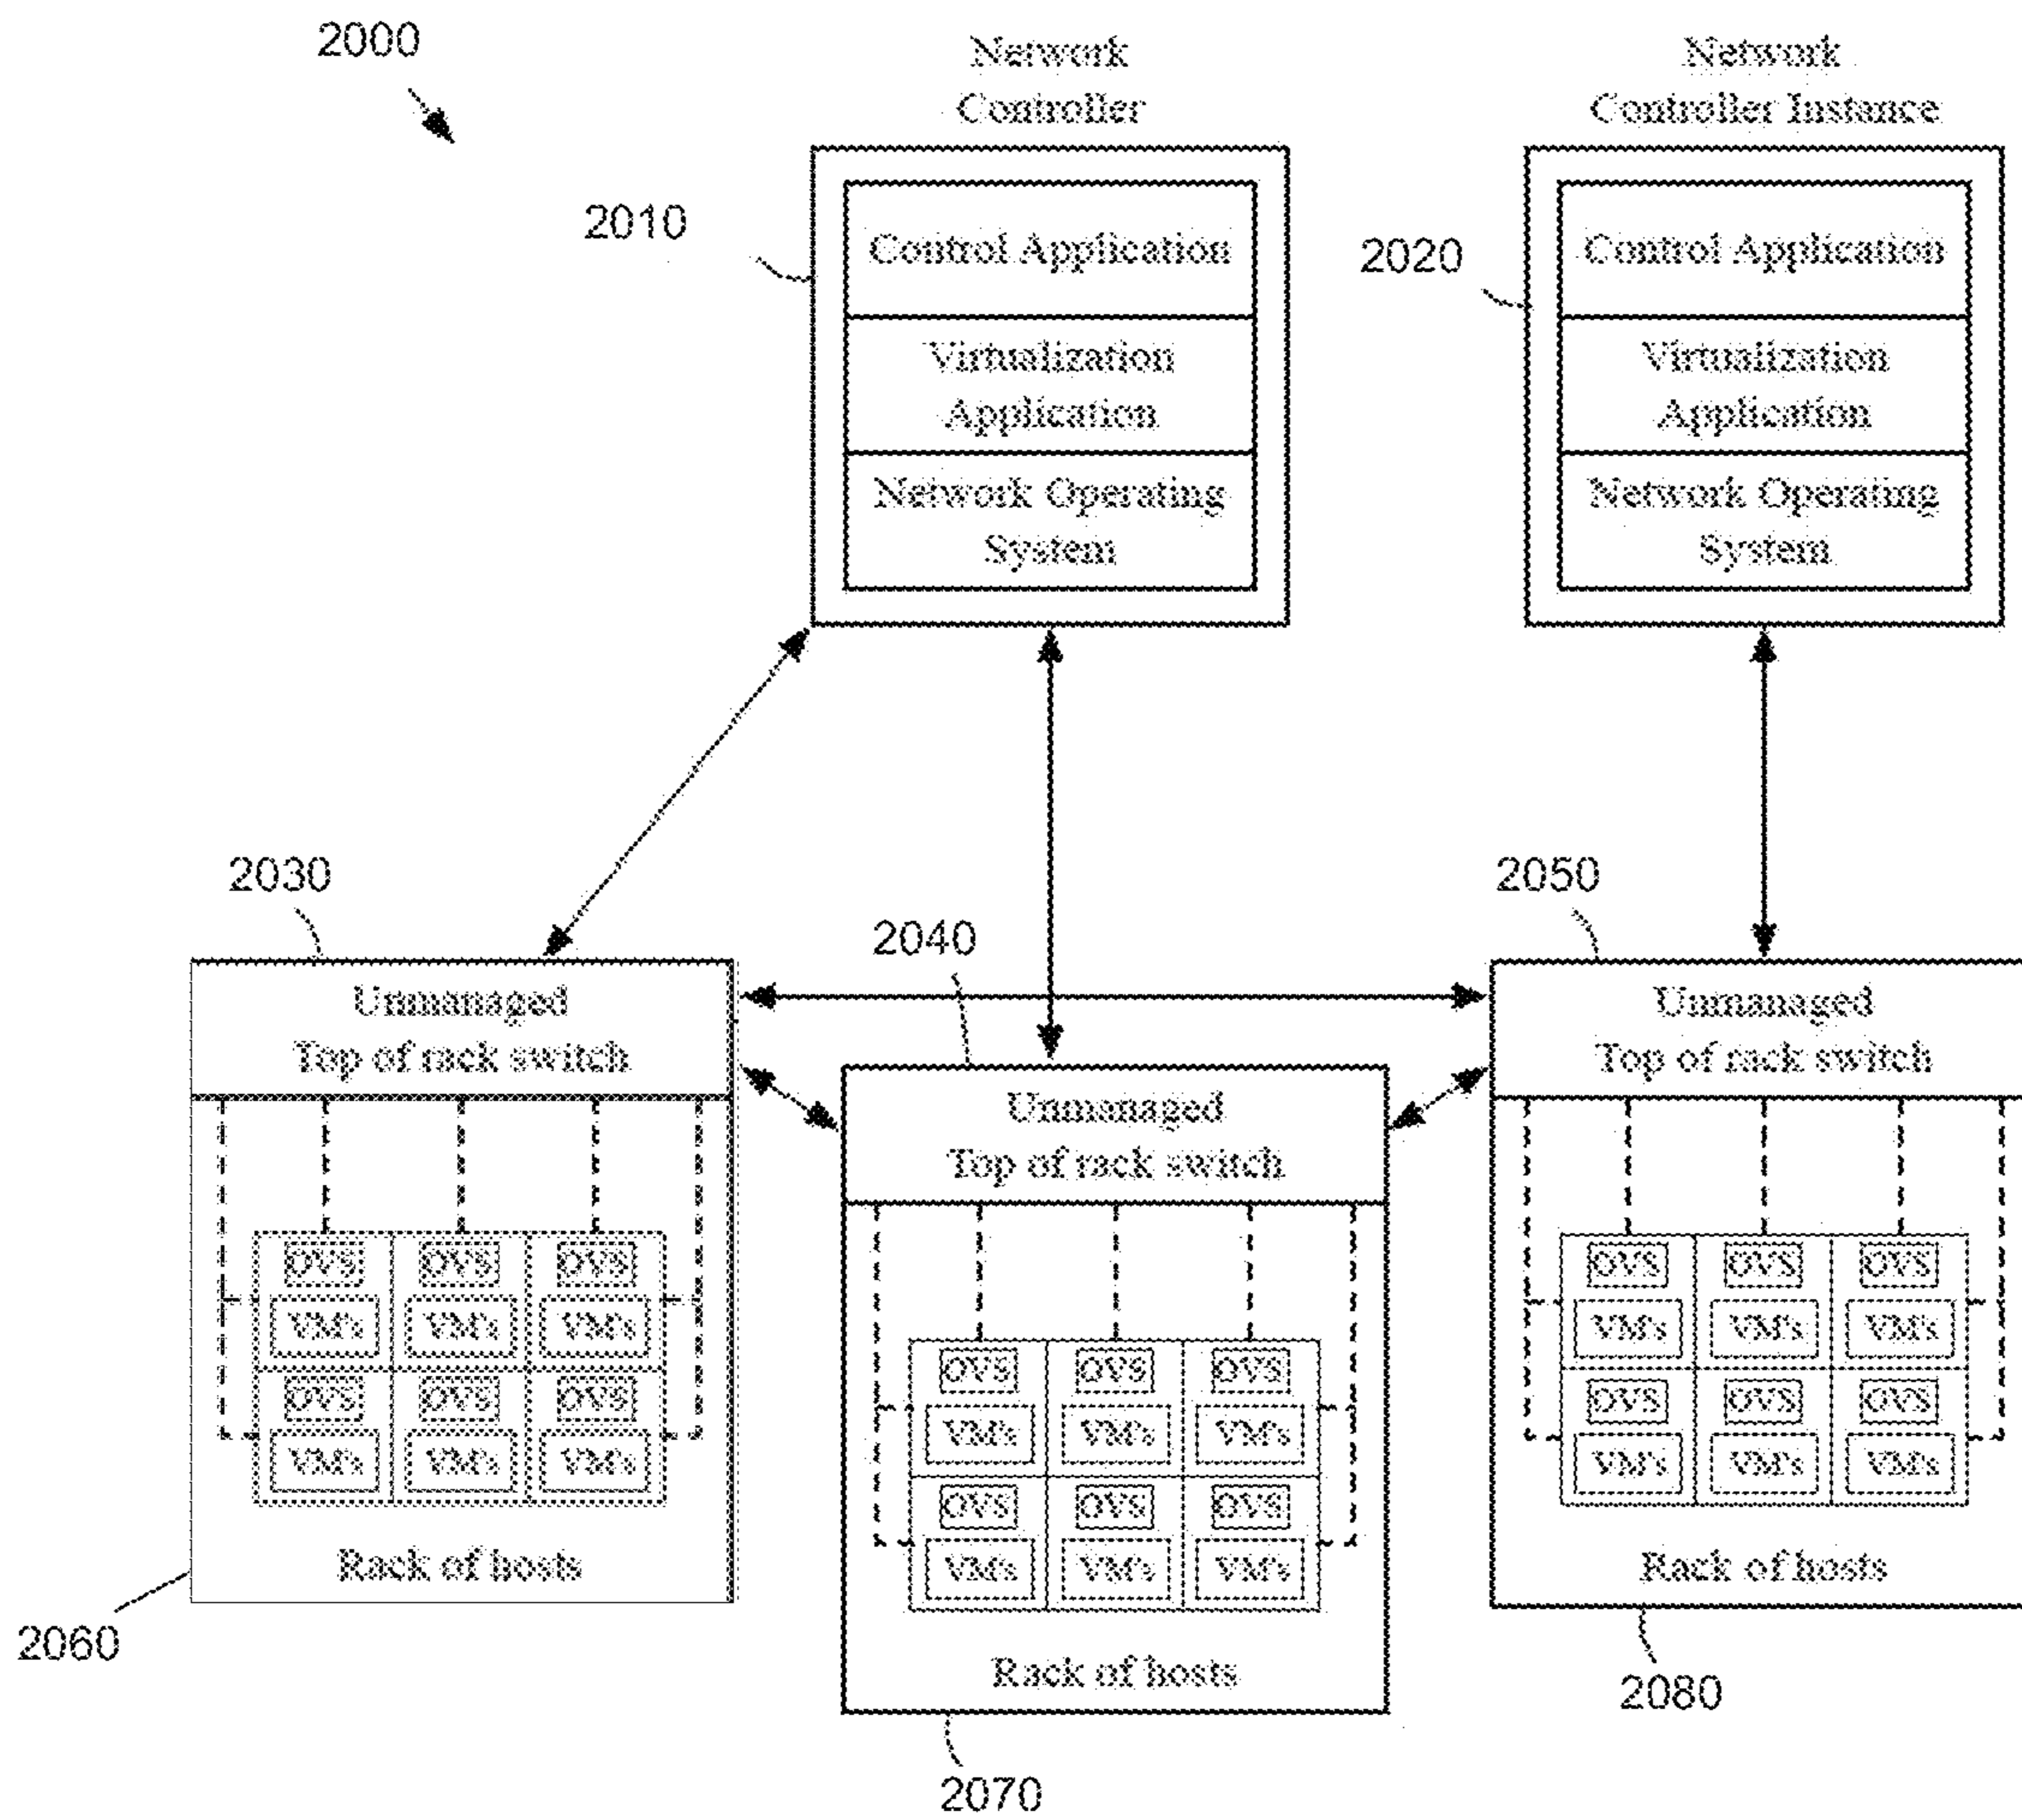 2000
Network
Controller
Network
Controller Instance
2010
Control Application
Virtualization
Application
Network Operating
System
2020
Control Application
Virtualization
Application
Network Operating
System
2030
Unmanaged
Top of rack switch
OVS OVS OVS
VM's VM's VM's
OVS OVS OVS
VM's VM's VM's
Rack of hosts
2060
2040
Unmanaged
Top of rack switch
OVS OVS OVS
VM's VM's VM's
OVS OVS OVS
VM's VM's VM's
Rack of hosts
2070
2050
Unmanaged
Top of rack switch
OVS OVS OVS
VM's VM's VM's
OVS OVS OVS
VM's VM's VM's
Rack of hosts
2080